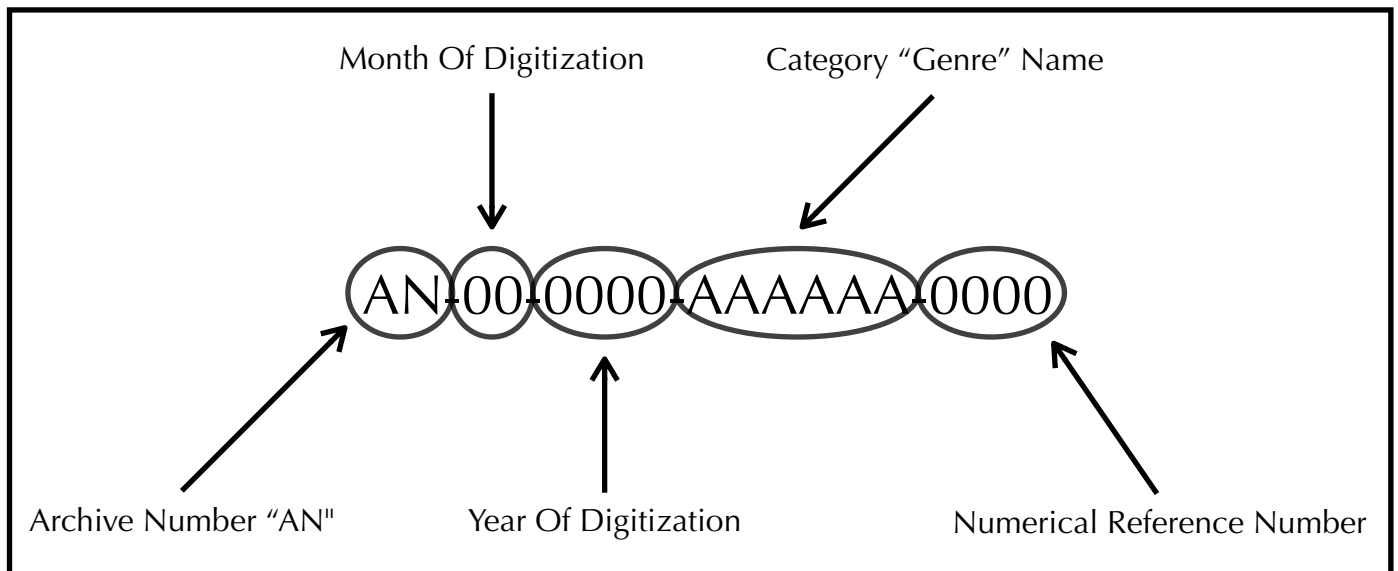 Month Of Digitization
Category “Genre” Name
AN-00-0000-AAAAAA-0000
Archive Number “AN"
Year Of Digitization
Numerical Reference Number